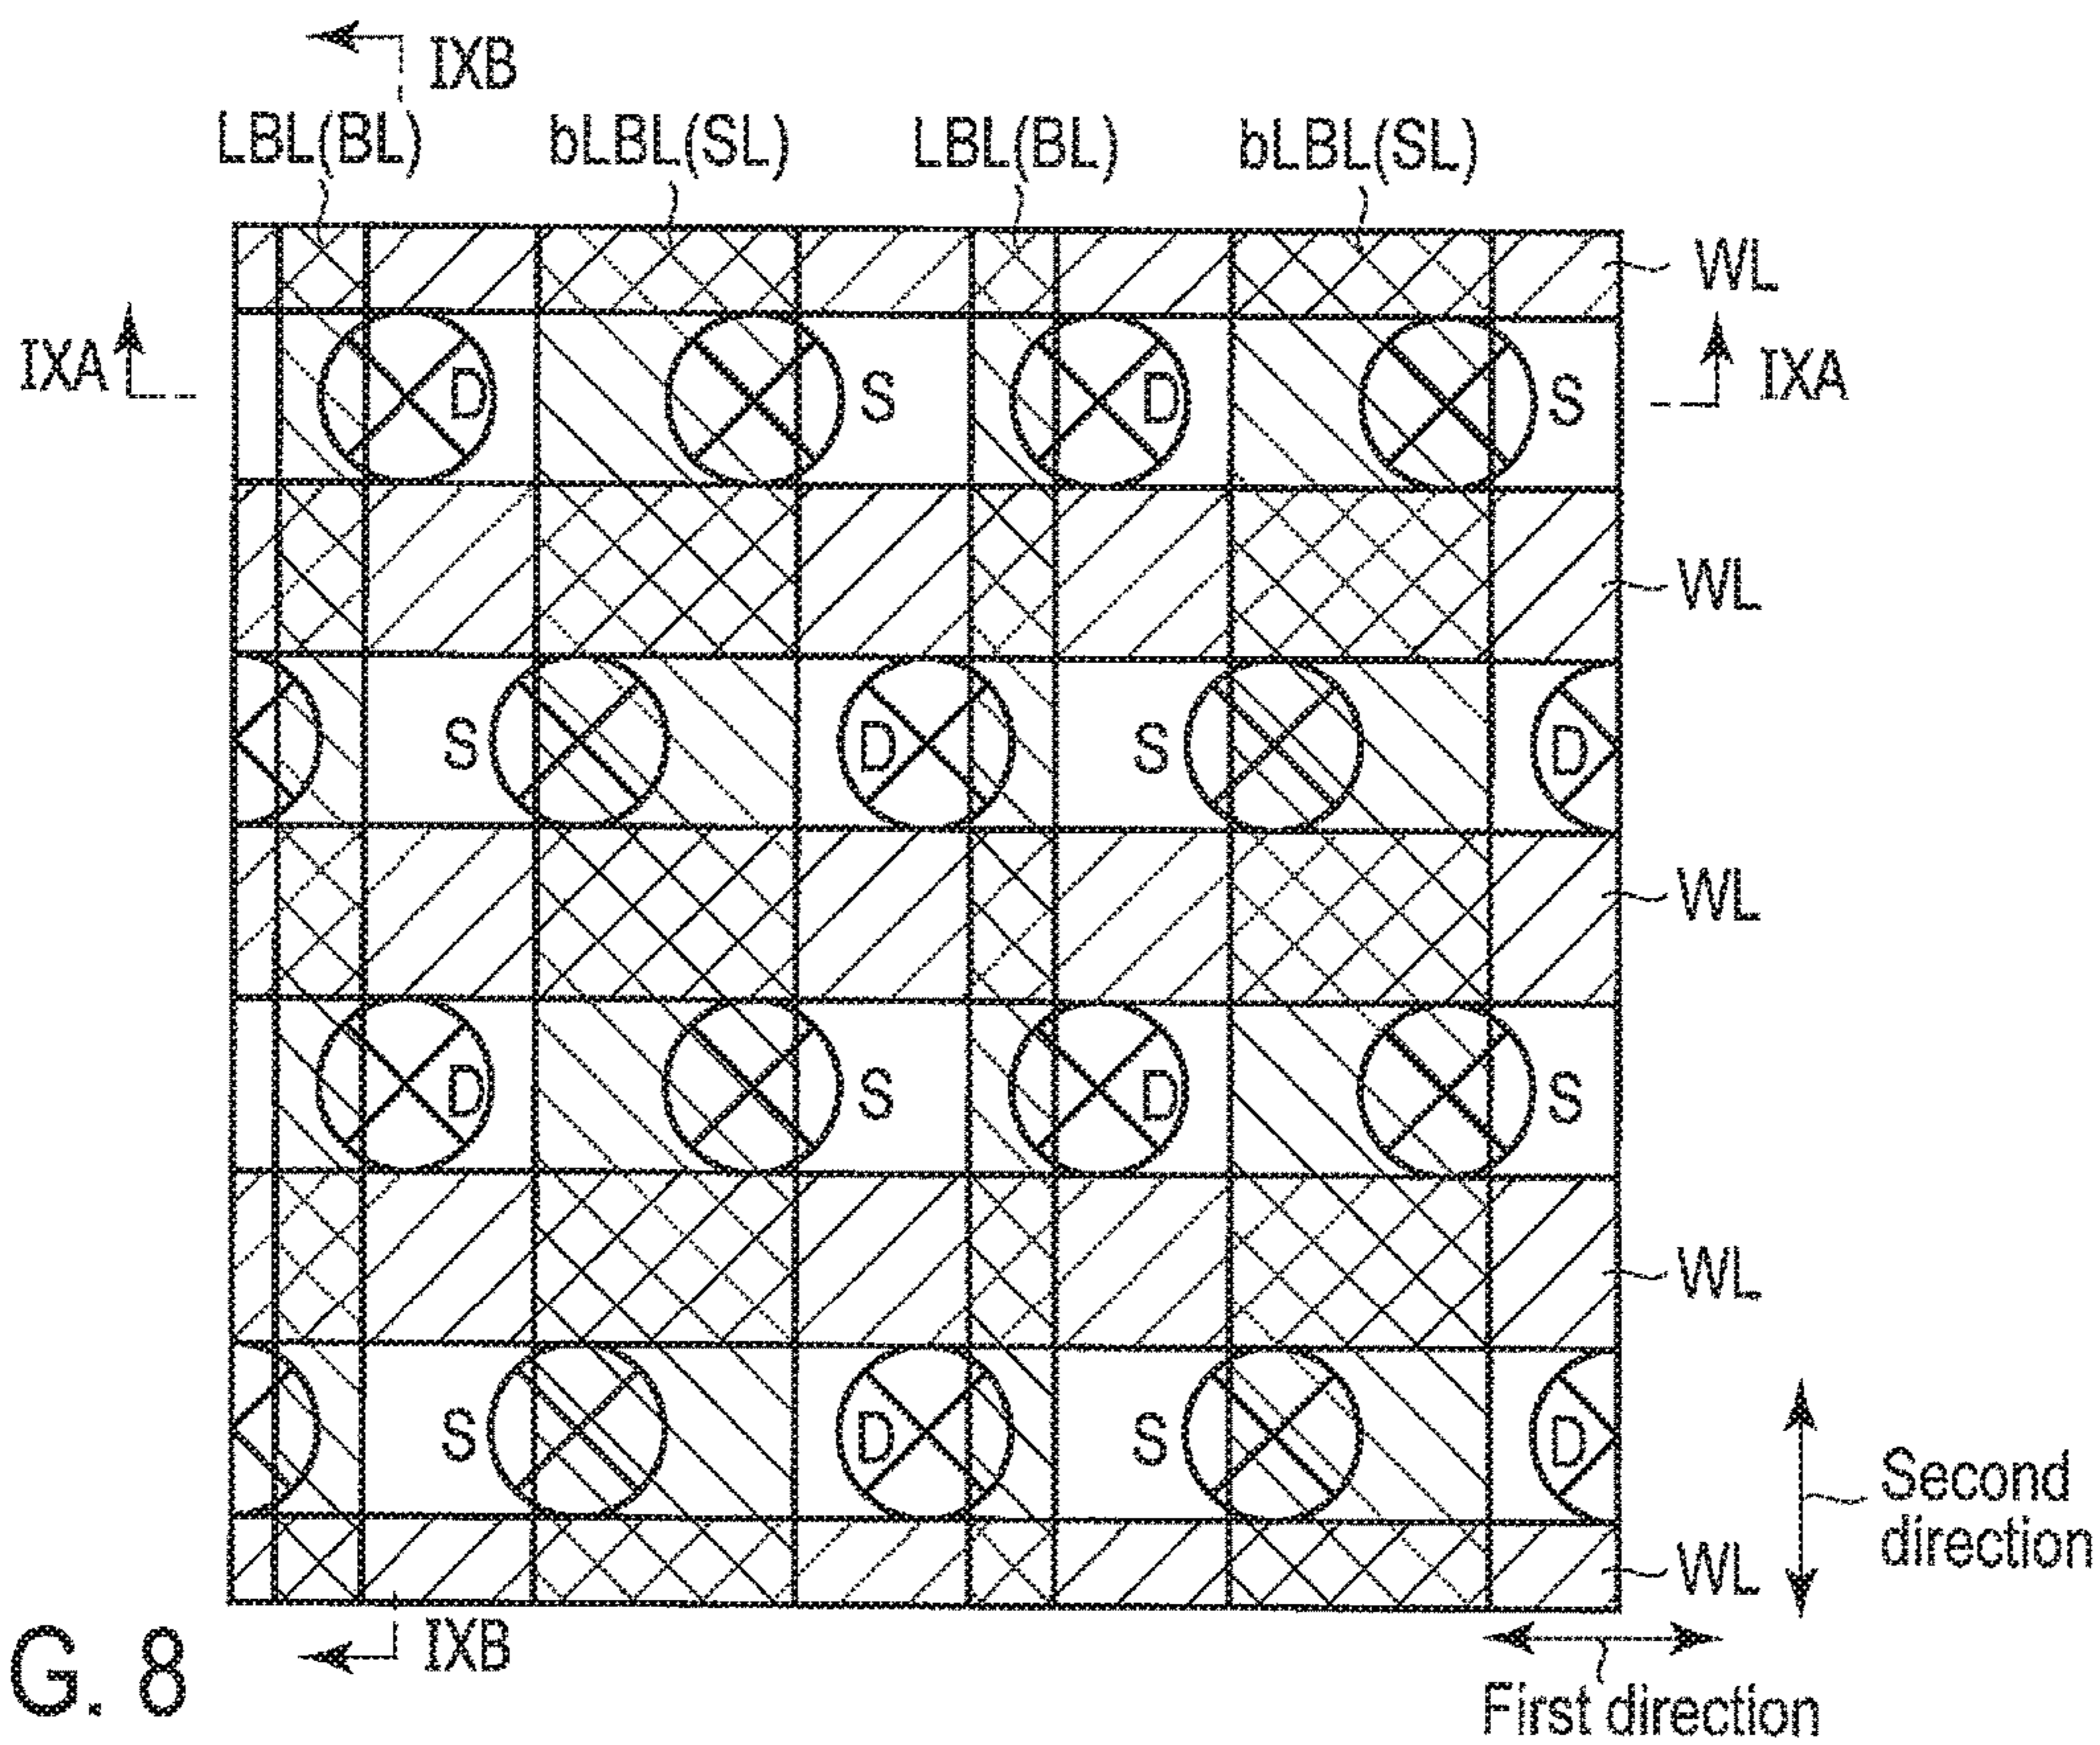 IXB
LBL(BL) bLBL(SL) LBL(BL) bLBL(SL)
WL
IXA D S D S IXA
WL
S D S D
WL
D S D S
WL
S D S D
Second
direction
WL
IXB
G. 8
First direction